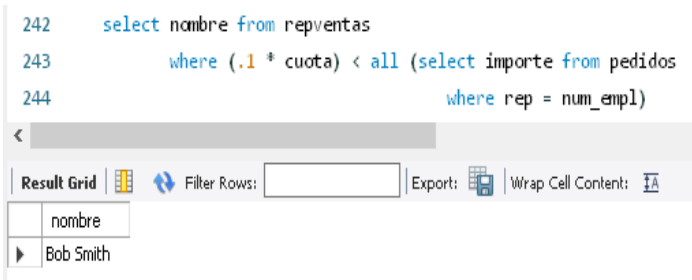 242 select nombre from repventas
243 where (.1 * cuota) < all (select importe from pedidos
244 where rep = num_empl)
Result Grid Filter Rows: Export: Wrap Cell Content: IA
nombre
Bob Smith